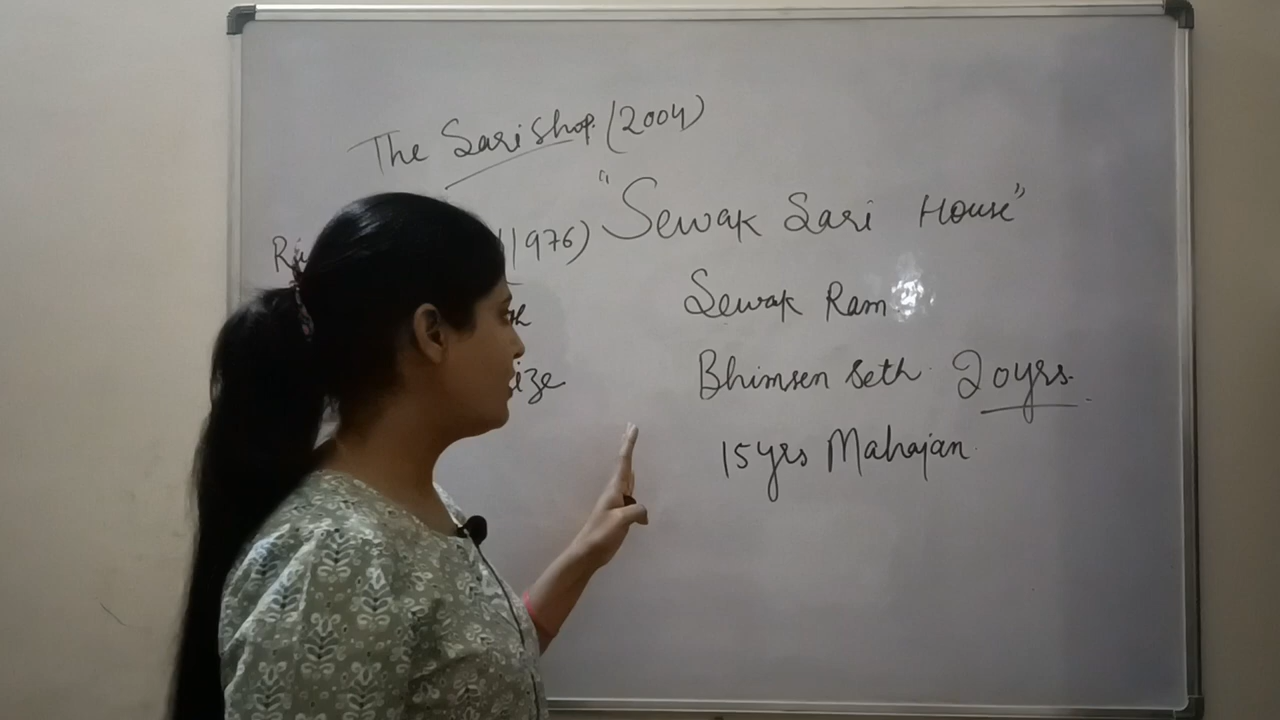 The Sari Shop (2004)
"Sewak Sari House"
(1976)
Sewak Ram
Bhimsen Seth 20yrs.
15yrs Mahajan